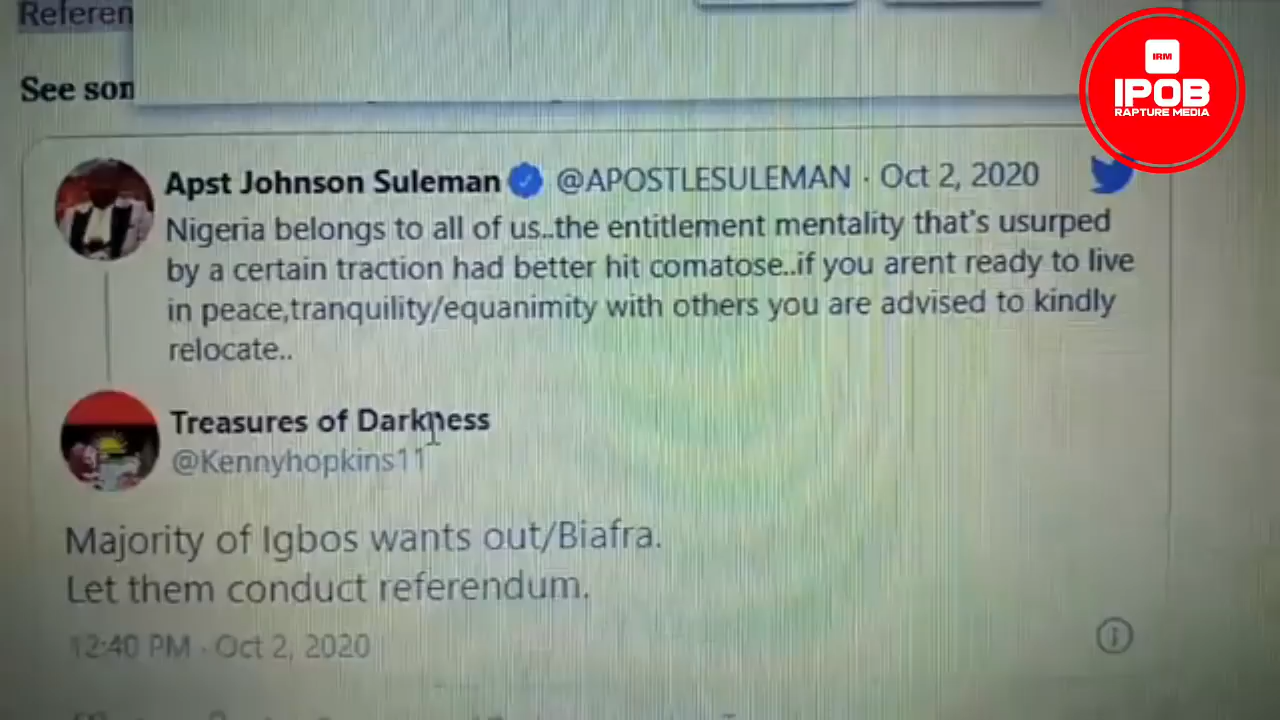 Referen
See son
IRM
IPOB
RAPTURE MEDIA
Apst Johnson Suleman @APOSTLESULEMAN · Oct 2, 2020
Nigeria belongs to all of us..the entitlement mentality that's usurped
by a certain traction had better hit comatose..if you arent ready to live
in peace,tranquility/equanimity with others you are advised to kindly
relocate..
Treasures of Darkness
@Kennyhopkins11
Majority of Igbos wants out/Biafra.
Let them conduct referendum.
12:40 PM · Oct 2, 2020